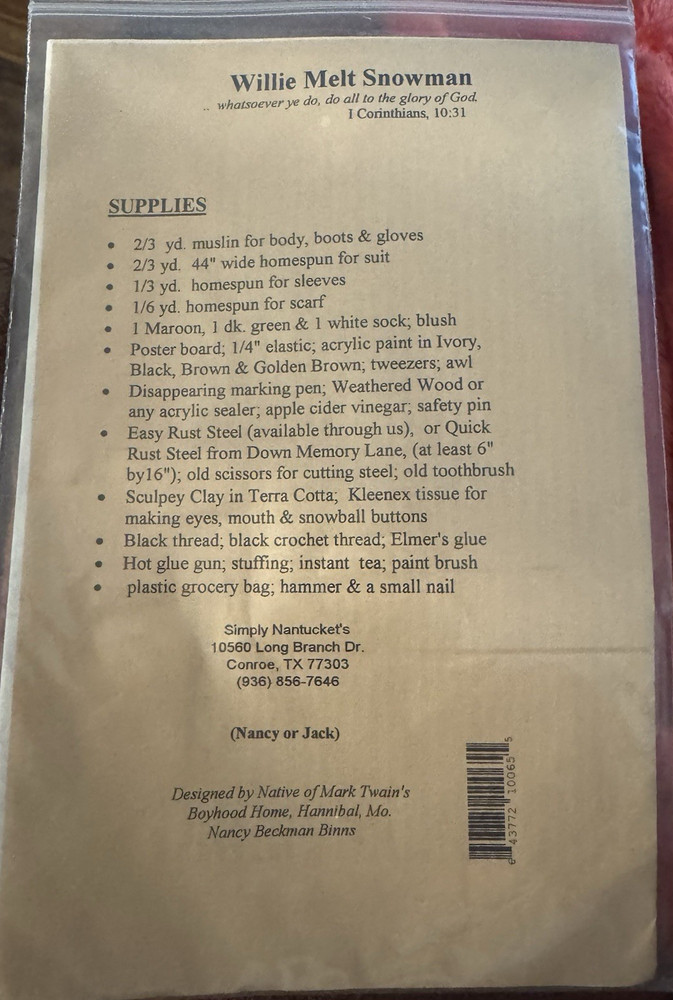 Willie Melt Snowman
.. whatsoever ye do, do all to the glory of God.
I Corinthians, 10:31
SUPPLIES
• 2/3 yd. muslin for body, boots & gloves
• 2/3 yd. 44" wide homespun for suit
• 1/3 yd. homespun for sleeves
• 1/6 yd. homespun for scarf
• 1 Maroon, 1 dk. green & 1 white sock; blush
• Poster board; 1/4" elastic; acrylic paint in Ivory,
Black, Brown & Golden Brown; tweezers; awl
• Disappearing marking pen; Weathered Wood or
any acrylic sealer; apple cider vinegar; safety pin
• Easy Rust Steel (available through us), or Quick
Rust Steel from Down Memory Lane, (at least 6"
by16"); old scissors for cutting steel; old toothbrush
• Sculpey Clay in Terra Cotta; Kleenex tissue for
making eyes, mouth & snowball buttons
• Black thread; black crochet thread; Elmer's glue
• Hot glue gun; stuffing; instant tea; paint brush
• plastic grocery bag; hammer & a small nail
Simply Nantucket's
10560 Long Branch Dr.
Conroe, TX 77303
(936) 856-7646
(Nancy or Jack)
Designed by Native of Mark Twain's
Boyhood Home, Hannibal, Mo.
Nancy Beckman Binns
6 43772 10065 5